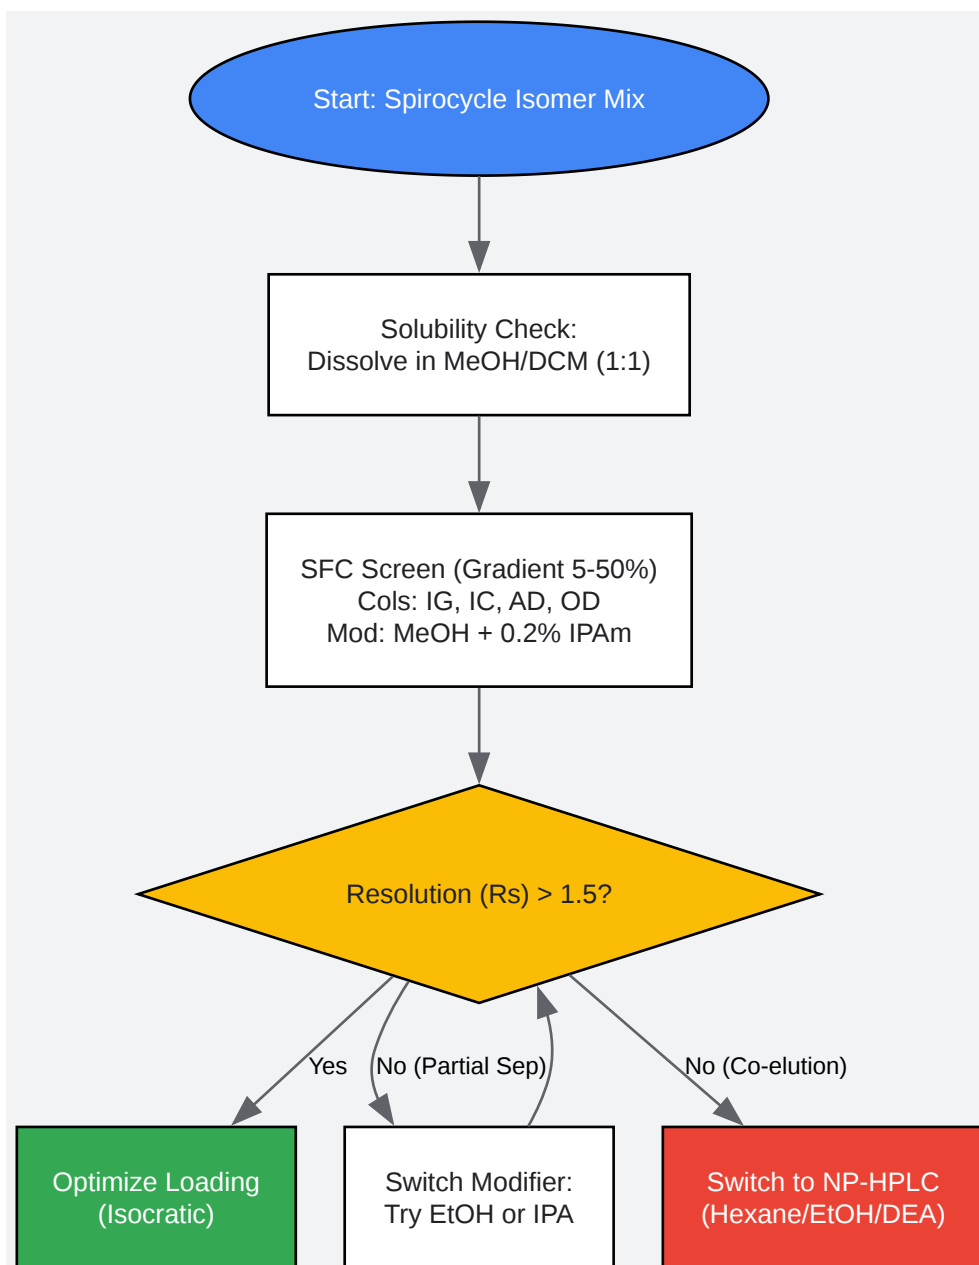 Start: Spirocycle Isomer Mix
Solubility Check:
Dissolve in MeOH/DCM (1:1)
SFC Screen (Gradient 5-50%)
Cols: IG, IC, AD, OD
Mod: MeOH + 0.2% IPAm
Resolution (Rs) > 1.5?
Yes
No (Partial Sep)
No (Co-elution)
Optimize Loading
(Isocratic)
Switch Modifier:
Try EtOH or IPA
Switch to NP-HPLC
(Hexane/EtOH/DEA)